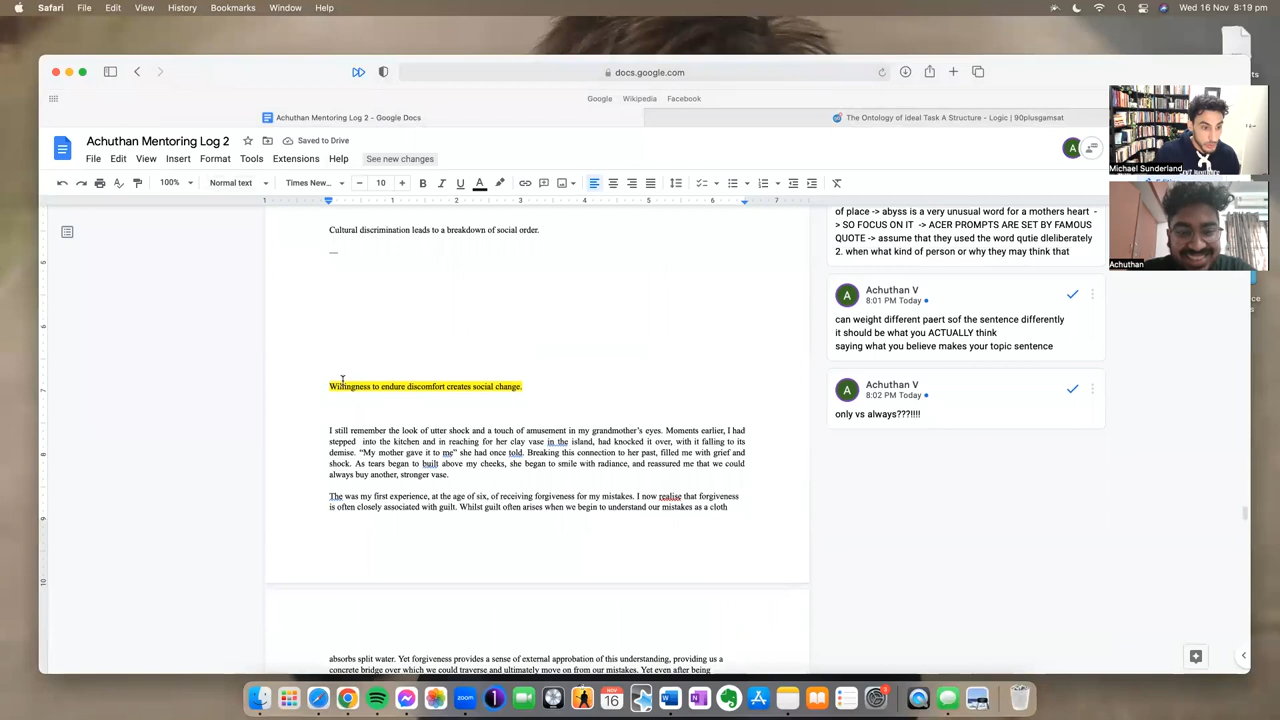 Safari File Edit View History Bookmarks Window Help
Wed 16 Nov 8:19 pm
docs.google.com
Google Wikipedia Facebook
Achuthan Mentoring Log 2 - Google Docs
The Ontology of ideal Task A Structure - Logic | 90plusgamsat
Achuthan Mentoring Log 2
Saved to Drive
File Edit View Insert Format Tools Extensions Help
See new changes
A
100% Normal text Times New... 10
1 1 2 3 4 5 6 7
Michael Sunderland
Achuthan
Cultural discrimination leads to a breakdown of social order.
—
Willingness to endure discomfort creates social change.
I still remember the look of utter shock and a touch of amusement in my grandmother's eyes. Moments earlier, I had
stepped into the kitchen and in reaching for her clay vase in the island, had knocked it over, with it falling to its
demise. “My mother gave it to me” she had once told. Breaking this connection to her past, filled me with grief and
shock. As tears began to built above my cheeks, she began to smile with radiance, and reassured me that we could
always buy another, stronger vase.
The was my first experience, at the age of six, of receiving forgiveness for my mistakes. I now realise that forgiveness
is often closely associated with guilt. Whilst guilt often arises when we begin to understand our mistakes as a cloth
absorbs split water. Yet forgiveness provides a sense of external approbation of this understanding, providing us a
concrete bridge over which we could traverse and ultimately move on from our mistakes. Yet even after being
of place -> abyss is a very unusual word for a mothers heart -
> SO FOCUS ON IT -> ACER PROMPTS ARE SET BY FAMOUS
QUOTE -> assume that they used the word qutie dleliberately
2. when what kind of person or why they may think that
A
Achuthan V
8:01 PM Today
can weight different paert sof the sentence differently
it should be what you ACTUALLY think
saying what you believe makes your topic sentence
A
Achuthan V
8:02 PM Today
only vs always???!!!!
NOV
16